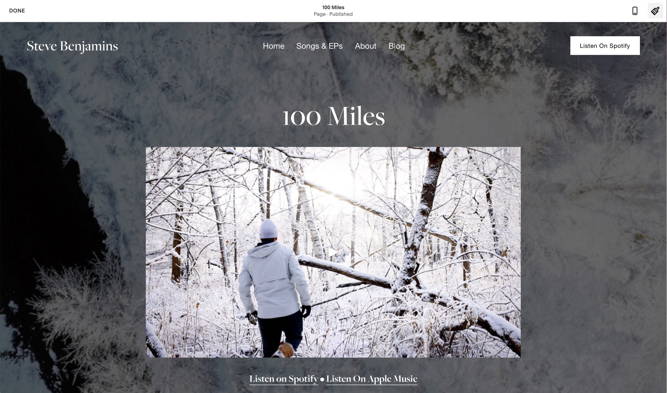 DONE
100 Miles
Page · Published
Steve Benjamins
Home Songs & EPs About Blog
Listen On Spotify
100 Miles
Listen on Spotify • Listen On Apple Music